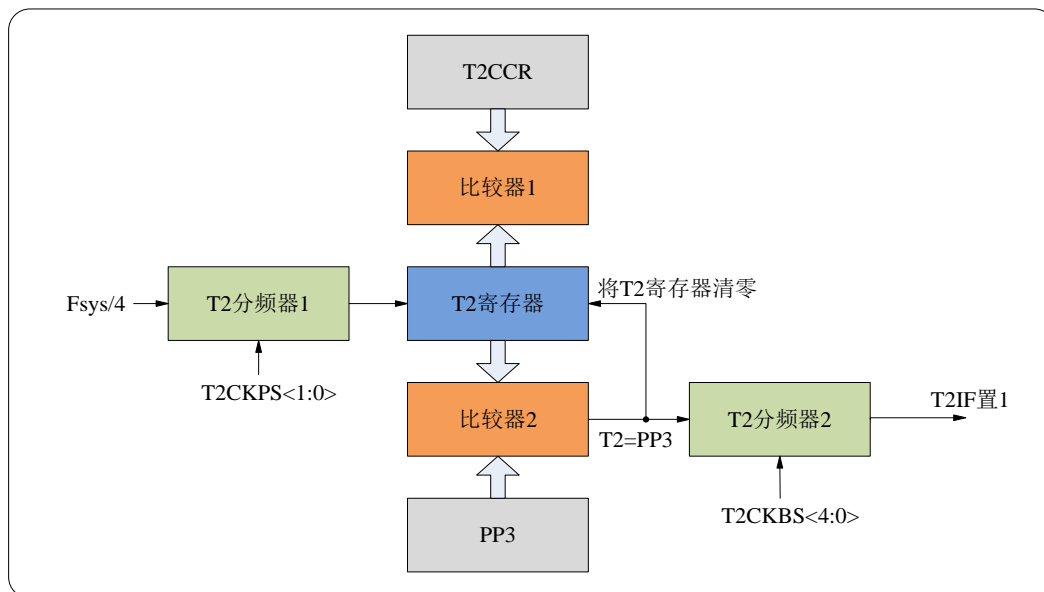 T2CCR
比较器1
将T2寄存器清零
Fsys/4
T2分频器1
T2寄存器
T2CKPS<1:0>
比较器2
T2=PP3
T2分频器2
T2IF置1
PP3
T2CKBS<4:0>